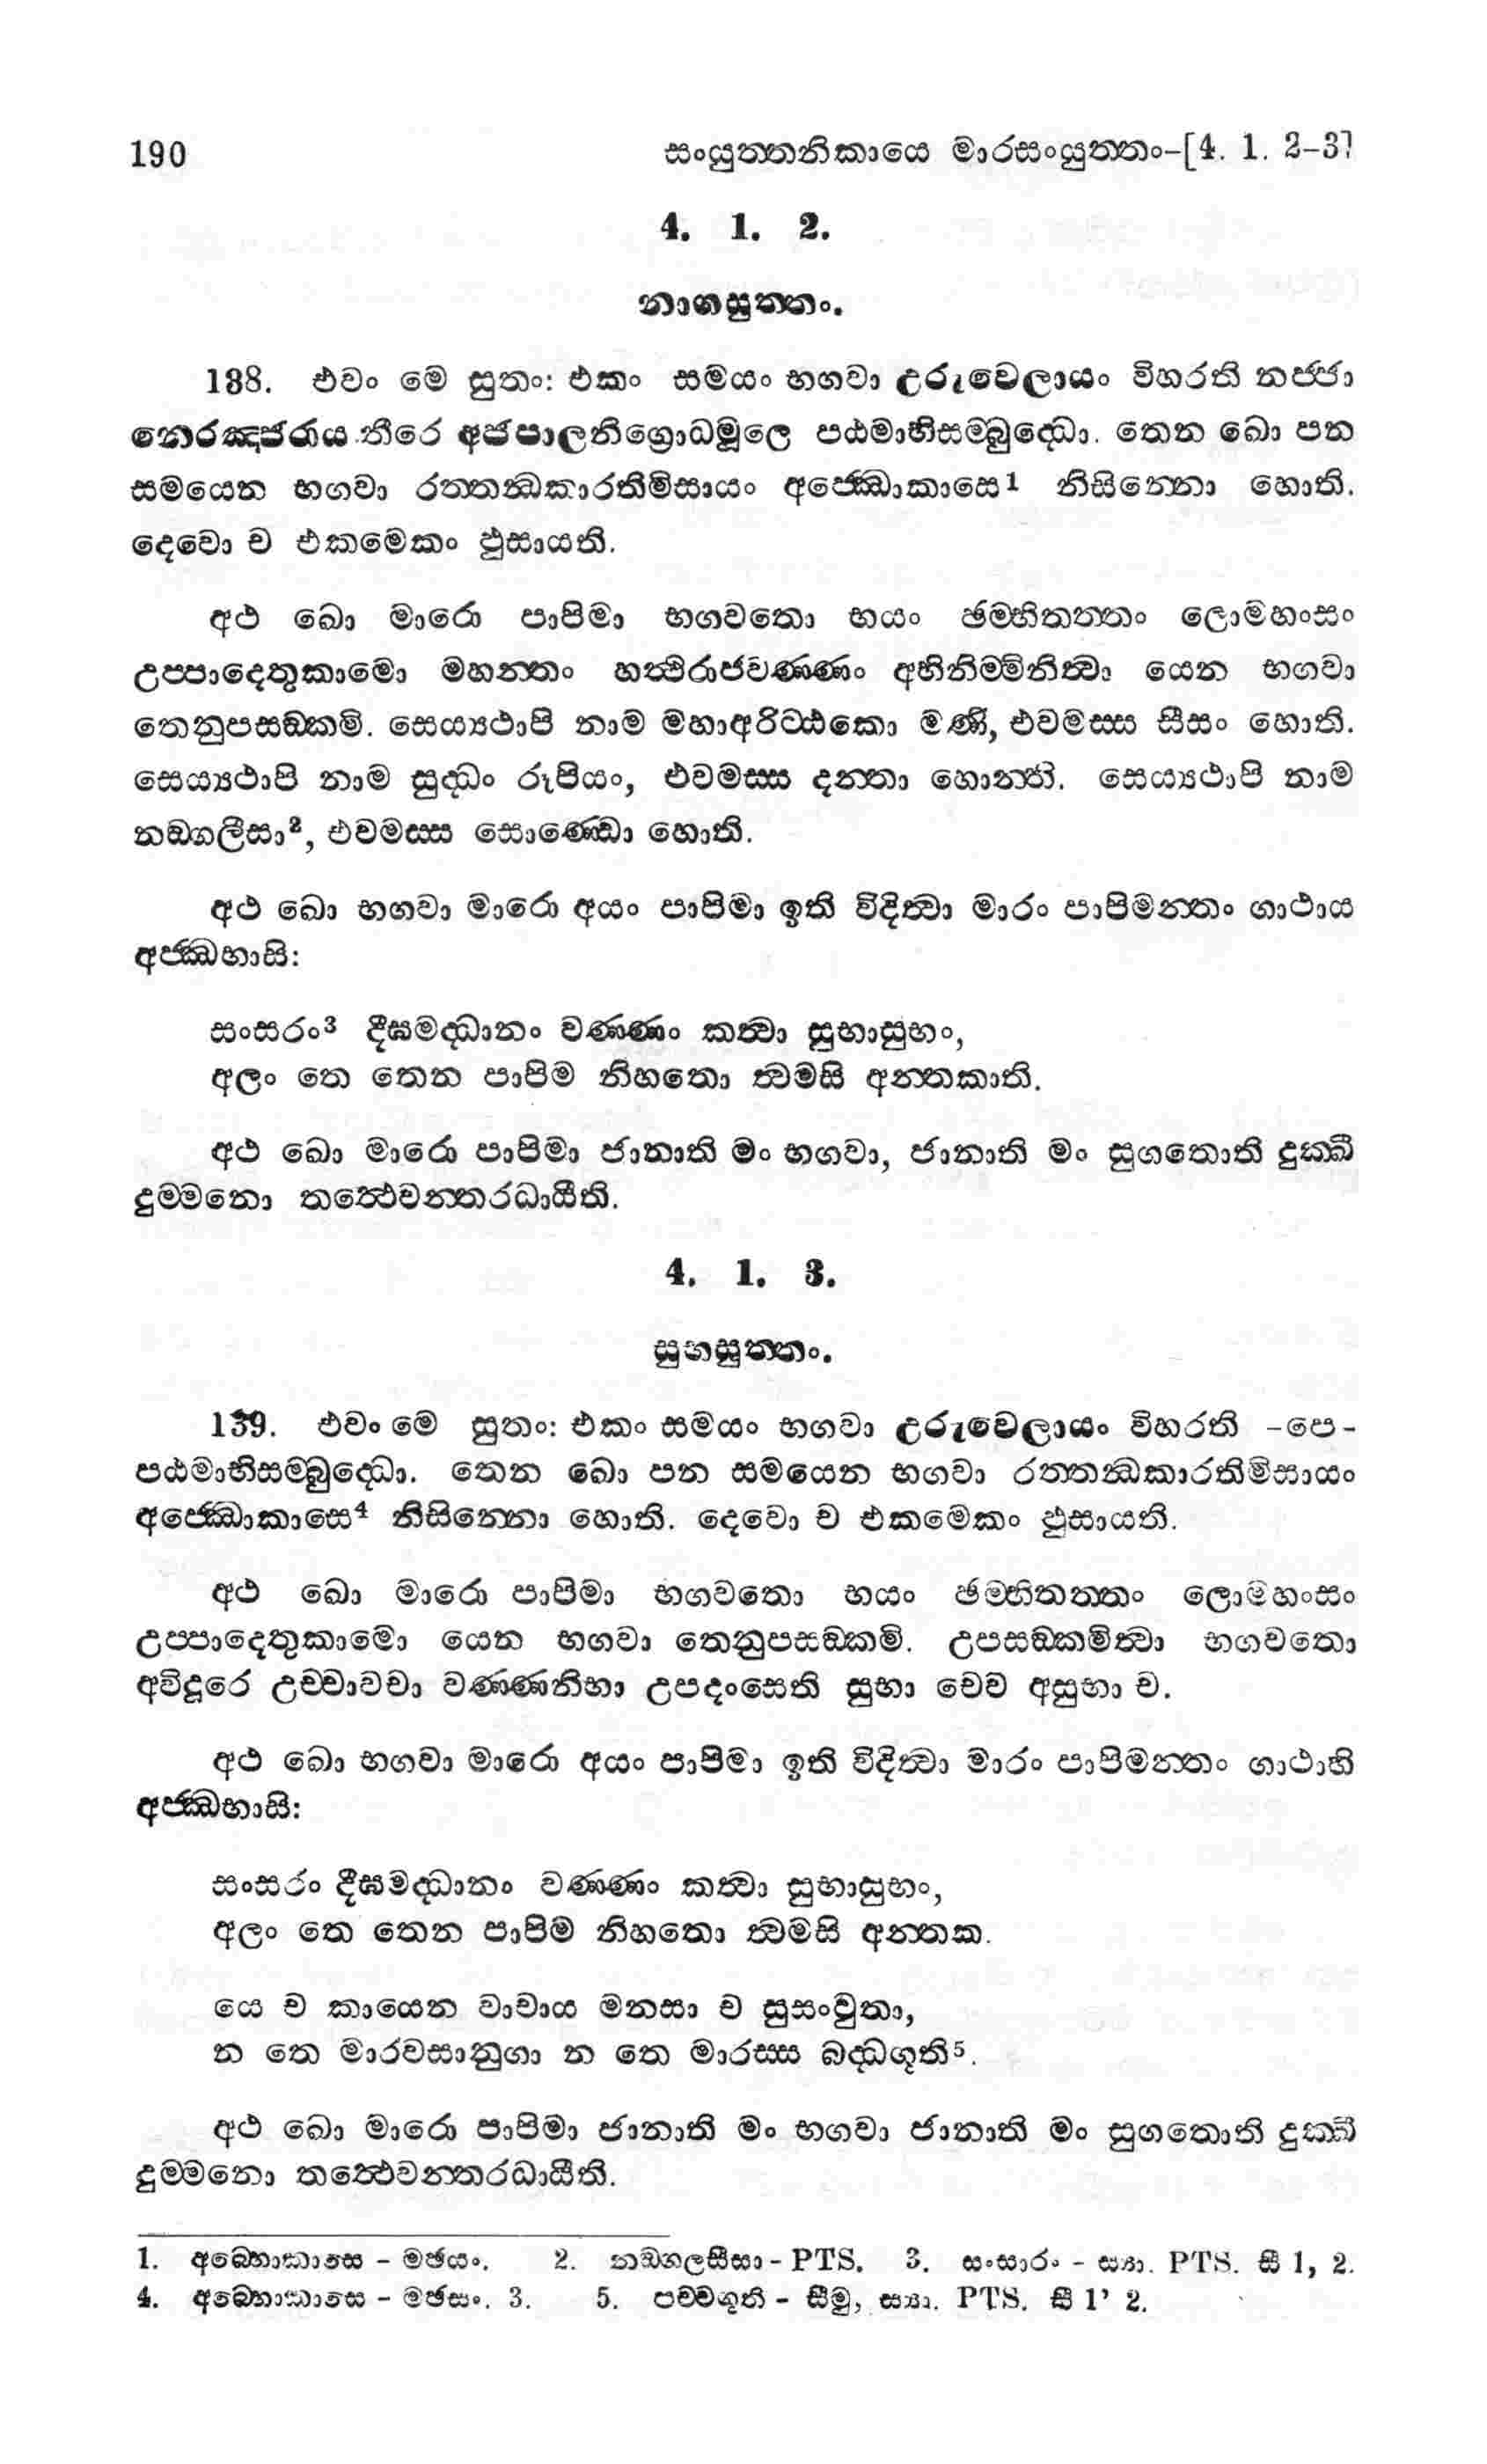 190 සංයුත්තනිකායෙ මාරසංයුත්තං–[4. 1. 2–3]
4. 1. 2.
නාගසුත්තං.
138. එවං මෙ සුතං: එකං සමයං භගවා උරුවෙලායං විහරති නජ්ජා
නෙරඤ්ජරාය තීරෙ අජපාලනිග්‍රොධමූලෙ පඨමාභිසම්බුද්ධො. තෙන ඛො පන
සමයෙන භගවා රත්තන්ධකාරතිමිසායං අජ්ඣොකාසෙ1 නිසින්නො හොති.
දෙවො ච එකමෙකං ඵුසායති.
අථ ඛො මාරො පාපිමා භගවතො භයං ඡම්භිතත්තං ලොමහංසං
උප්පාදෙතුකාමො මහන්තං හත්ථිරාජවණ්ණං අභිනිම්මිනිත්වා යෙන භගවා
තෙනුපසඞ්කමි. සෙය්‍යථාපි නාම මහාඅරිට්ඨකො මණි, එවමස්ස සීසං හොති.
සෙය්‍යථාපි නාම සුද්ධං රූපියං, එවමස්ස දන්තා හොන්ති. සෙය්‍යථාපි නාම
නඞ්ගලීසා2, එවමස්ස සොණ්ඩො හොති.
අථ ඛො භගවා මාරො අයං පාපිමා ඉති විදිත්වා මාරං පාපිමන්තං ගාථාය
අජ්ඣභාසි:
සංසරං3 දීඝමද්ධානං වණ්ණං කත්වා සුභාසුභං,
අලං තෙ තෙන පාපිම නිහතො ත්වමසි අන්තකාති.
අථ ඛො මාරො පාපිමා ජානාති මං භගවා, ජානාති මං සුගතොති දුක්ඛී
දුම්මනො තත්ථෙවන්තරධායීති.
4. 1. 3.
සුභසුත්තං.
139. එවං මෙ සුතං: එකං සමයං භගවා උරුවෙලායං විහරති -පෙ-
පඨමාභිසම්බුද්ධො. තෙන ඛො පන සමයෙන භගවා රත්තන්ධකාරතිමිසායං
අජ්ඣොකාසෙ4 නිසින්නො හොති. දෙවො ච එකමෙකං ඵුසායති.
අථ ඛො මාරො පාපිමා භගවතො භයං ඡම්භිතත්තං ලොමහංසං
උප්පාදෙතුකාමො යෙන භගවා තෙනුපසඞ්කමි. උපසඞ්කමිත්වා භගවතො
අවිදූරෙ උච්චාවචා වණ්ණනිභා උපදංසෙති සුභා චෙව අසුභා ච.
අථ ඛො භගවා මාරො අයං පාපිමා ඉති විදිත්වා මාරං පාපිමන්තං ගාථාහි
අජ්ඣභාසි:
සංසරං දීඝමද්ධානං වණ්ණං කත්වා සුභාසුභං,
අලං තෙ තෙන පාපිම නිහතො ත්වමසි අන්තක.
යෙ ච කායෙන වාචාය මනසා ච සුසංවුතා,
න තෙ මාරවසානුගා න තෙ මාරස්ස බද්ධගූති5.
අථ ඛො මාරො පාපිමා ජානාති මං භගවා ජානාති මං සුගතොති දුක්ඛී
දුම්මනො තත්ථෙවන්තරධායීති.
1. අබ්භොකාසෙ – මඡයං. 2. නඞ්ගලසීසා – PTS. 3. සංසාරං – ස්‍යා. PTS. සී 1, 2.
4. අබ්භොකාසෙ – මඡසං. 3. 5. පච්චගූති – සීමු, ස්‍යා. PTS. සී 1’ 2.